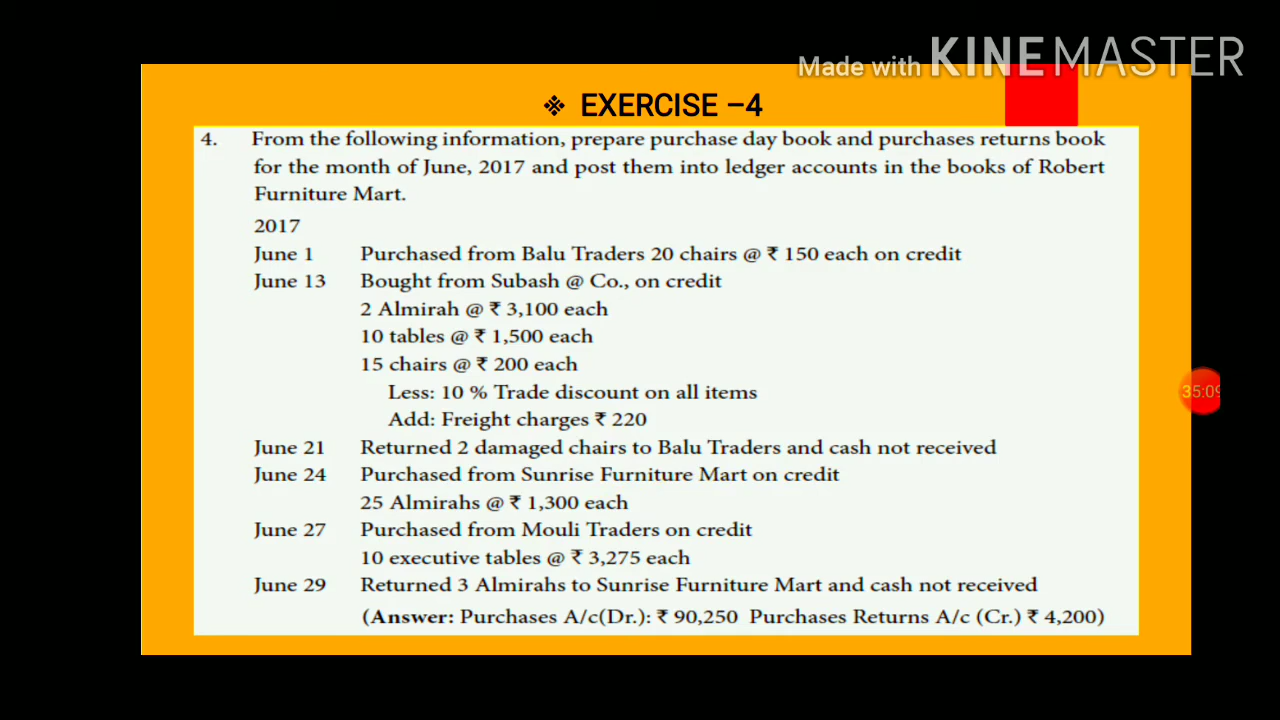 Made with KINEMASTER
❖ EXERCISE –4
4. From the following information, prepare purchase day book and purchases returns book
for the month of June, 2017 and post them into ledger accounts in the books of Robert
Furniture Mart.
2017
June 1 Purchased from Balu Traders 20 chairs @ ₹ 150 each on credit
June 13 Bought from Subash @ Co., on credit
2 Almirah @ ₹ 3,100 each
10 tables @ ₹ 1,500 each
15 chairs @ ₹ 200 each
Less: 10 % Trade discount on all items
Add: Freight charges ₹ 220
35:09
June 21 Returned 2 damaged chairs to Balu Traders and cash not received
June 24 Purchased from Sunrise Furniture Mart on credit
25 Almirahs @ ₹ 1,300 each
June 27 Purchased from Mouli Traders on credit
10 executive tables @ ₹ 3,275 each
June 29 Returned 3 Almirahs to Sunrise Furniture Mart and cash not received
(Answer: Purchases A/c(Dr.): ₹ 90,250 Purchases Returns A/c (Cr.) ₹ 4,200)